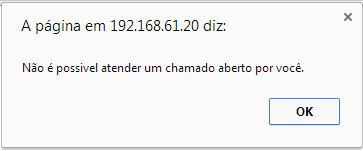 A página em 192.168.61.20 diz:
Não é possivel atender um chamado aberto por você.
OK